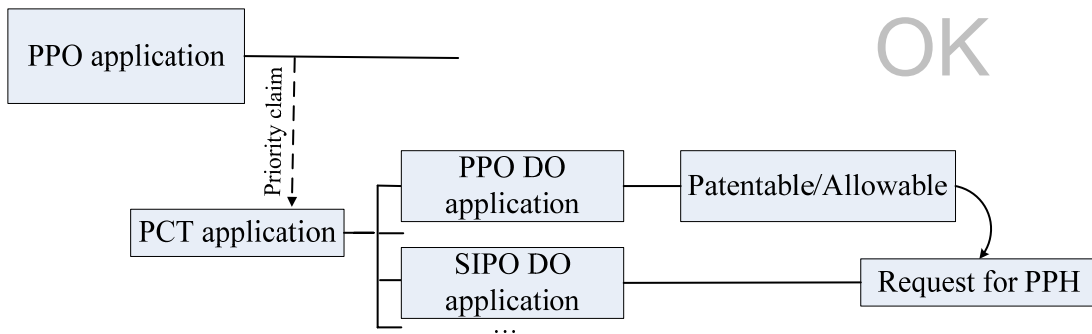 OK
PPO application
Priority claim
PPO DO
application
Patentable/Allowable
PCT application
SIPO DO
application
Request for PPH
...